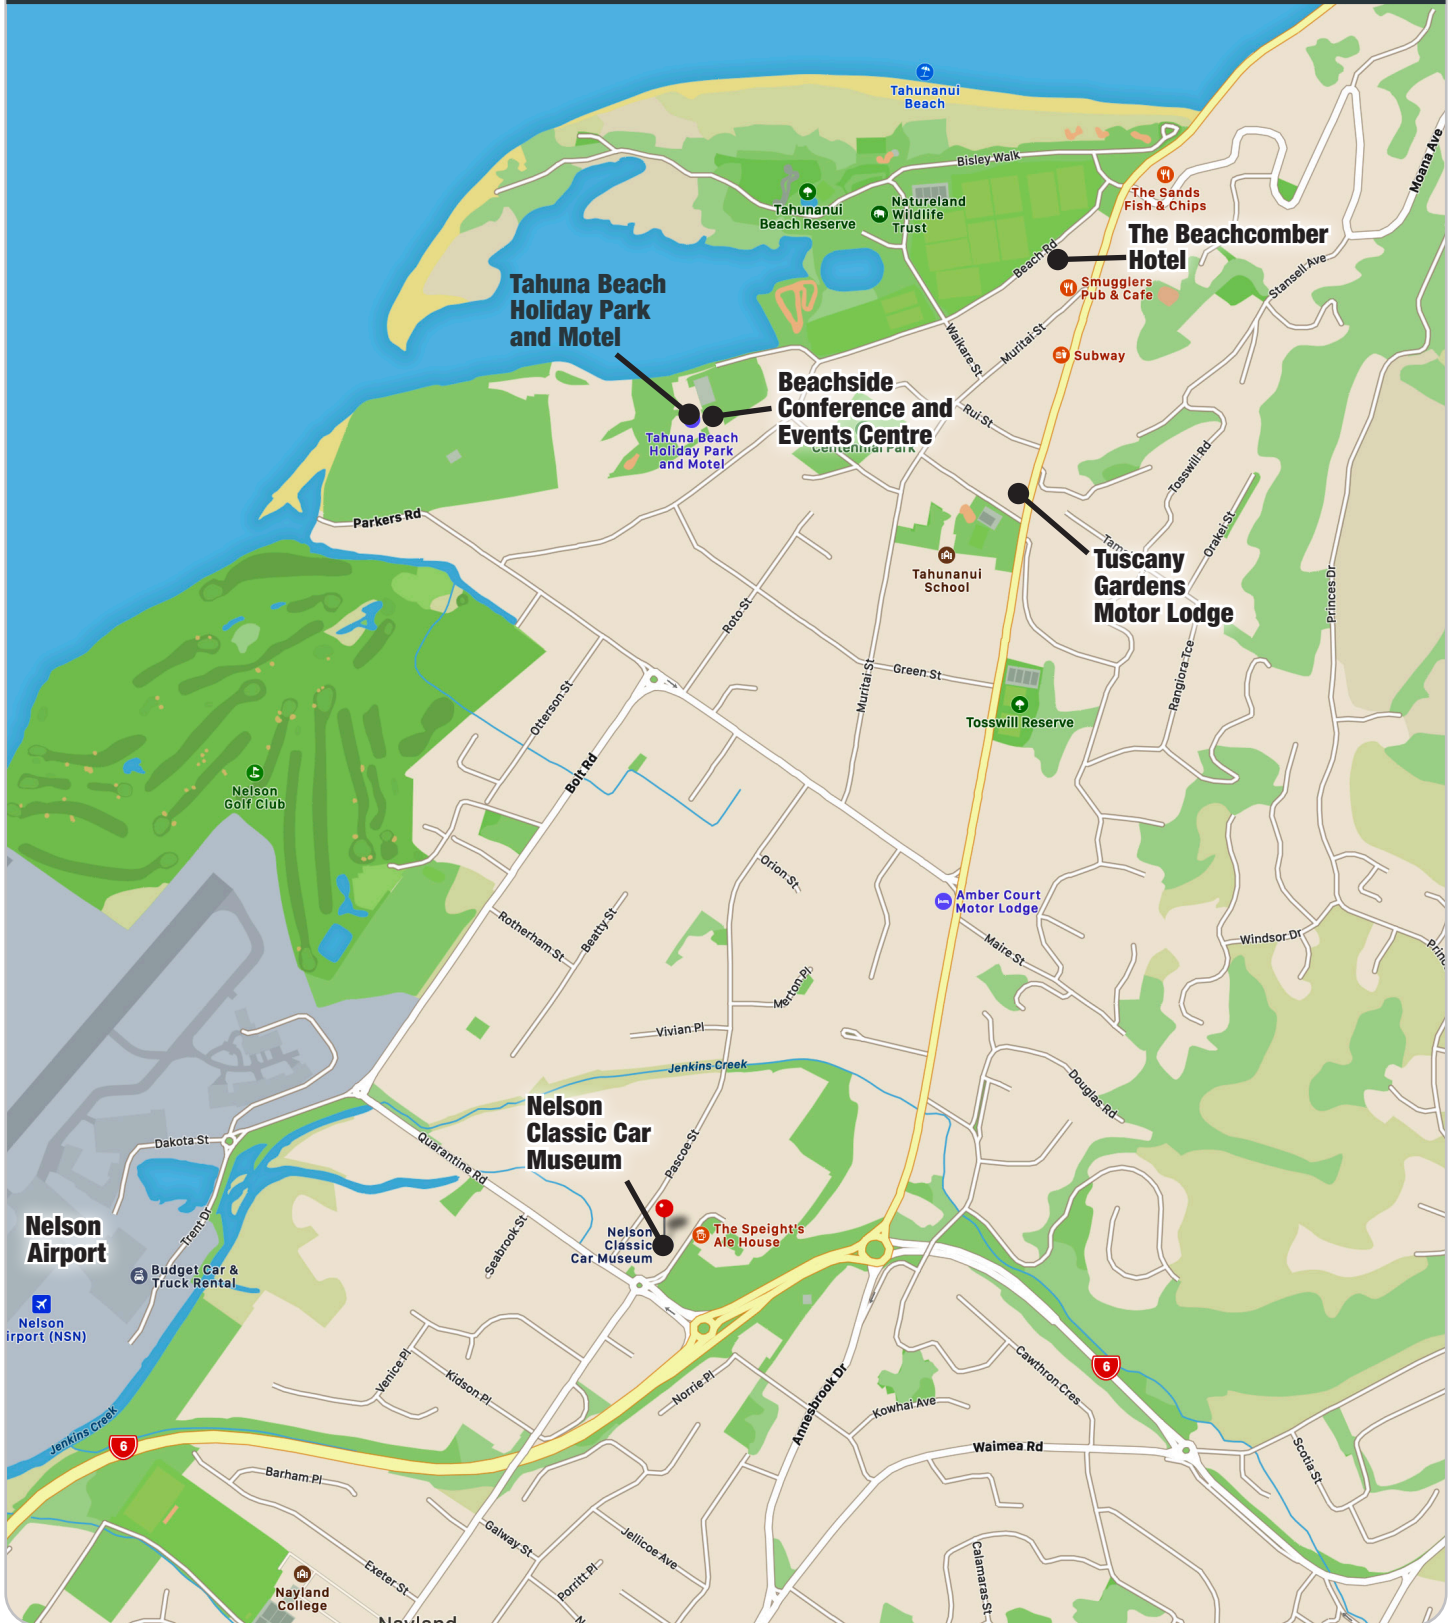 Tahunanui
Beach
Bisley Walk
Moana Ave
The Sands
Fish & Chips
Natureland
Wildlife
Trust
Tahunanui
Beach Reserve
The Beachcomber
Hotel
Beach Rd
Stansell Ave
Smugglers
Pub & Cafe
Tahuna Beach
Holiday Park
and Motel
Waikare St
Muritai St
Subway
Beachside
Conference and
Events Centre
Centennial Park
Rui St
Tahuna Beach
Holiday Park
and Motel
Tosswill Rd
Parkers Rd
Orakei St
Tuscany
Gardens
Motor Lodge
Tahunanui
School
Princes Dr
Roto St
Green St
Muritai St
Rangiora Tce
Otterson St
Tosswill Reserve
Bolt Rd
Nelson
Golf Club
Orion St
Amber Court
Motor Lodge
Rotherham St
Beatty St
Maire St
Windsor Dr
Merton Pl
Vivian Pl
Jenkins Creek
Douglas Rd
Nelson
Classic Car
Museum
Dakota St
Quarantine Rd
Pascoe St
Nelson
Airport
Trent Dr
Seabrook St
Nelson
Classic
Car Museum
The Speight's
Ale House
Budget Car &
Truck Rental
Nelson
irport (NSN)
Venice Pl
Kidson Pl
Norrie Pl
Annesbrook Dr
Cawthron Cres
6
Kowhai Ave
Jenkins Creek
6
Waimea Rd
Scotia St
Barham Pl
Galway St
Jellicoe Ave
Exeter St
Porritt Pl
Calamaras St
Nayland
College
Nayland